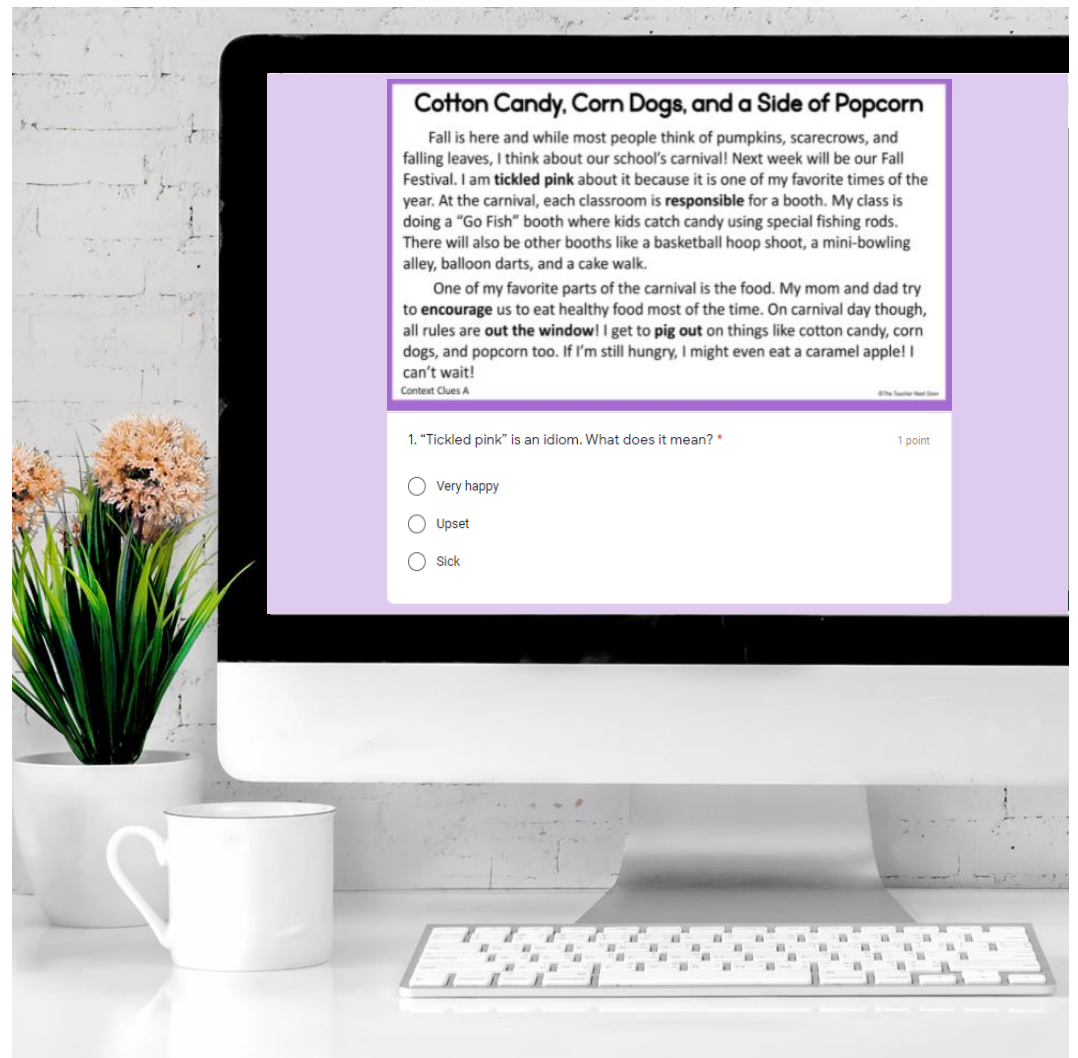 Cotton Candy, Corn Dogs, and a Side of Popcorn
Fall is here and while most people think of pumpkins, scarecrows, and
falling leaves, I think about our school's carnival! Next week will be our Fall
Festival. I am tickled pink about it because it is one of my favorite times of the
year. At the carnival, each classroom is responsible for a booth. My class is
doing a "Go Fish" booth where kids catch candy using special fishing rods.
There will also be other booths like a basketball hoop shoot, a mini-bowling
alley, balloon darts, and a cake walk.
One of my favorite parts of the carnival is the food. My mom and dad try
to encourage us to eat healthy food most of the time. On carnival day though,
all rules are out the window! I get to pig out on things like cotton candy, corn
dogs, and popcorn too. If I'm still hungry, I might even eat a caramel apple! I
can't wait!
Context Clues A
©The Teacher Next Door
1. "Tickled pink" is an idiom. What does it mean? *
1 point
Very happy
Upset
Sick